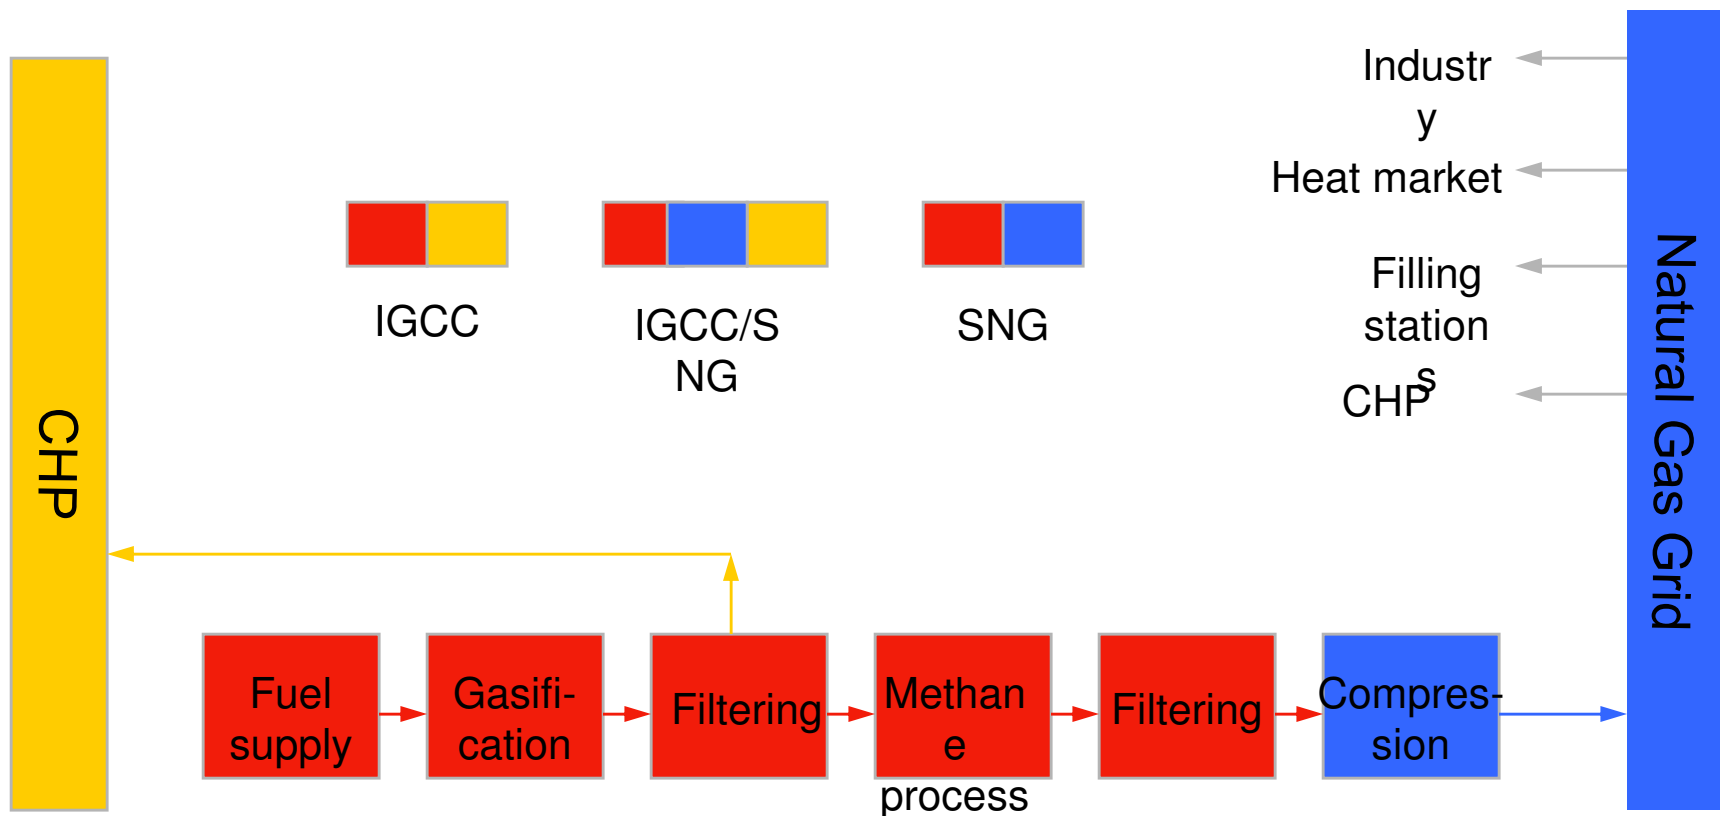 Industr
y
Heat market
Filling
station
s
CHP
IGCC
IGCC/S
NG
SNG
CHP
Natural Gas Grid
Fuel
supply
Gasifi-
cation
Filtering
Methan
e
process
Filtering
Compres-
sion